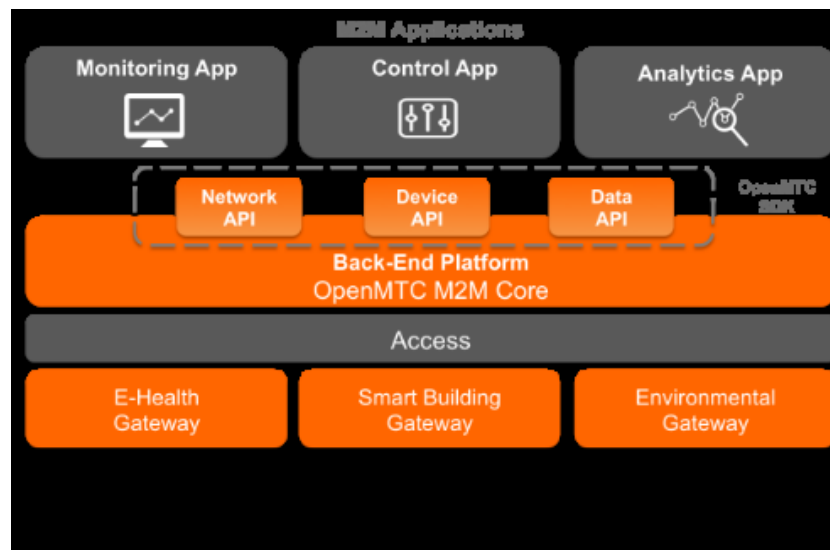 M2M Applications
Monitoring App
Control App
Analytics App
Network
API
Device
API
Data
API
OpenMTC
SDK
Back-End Platform
OpenMTC M2M Core
Access
E-Health
Gateway
Smart Building
Gateway
Environmental
Gateway